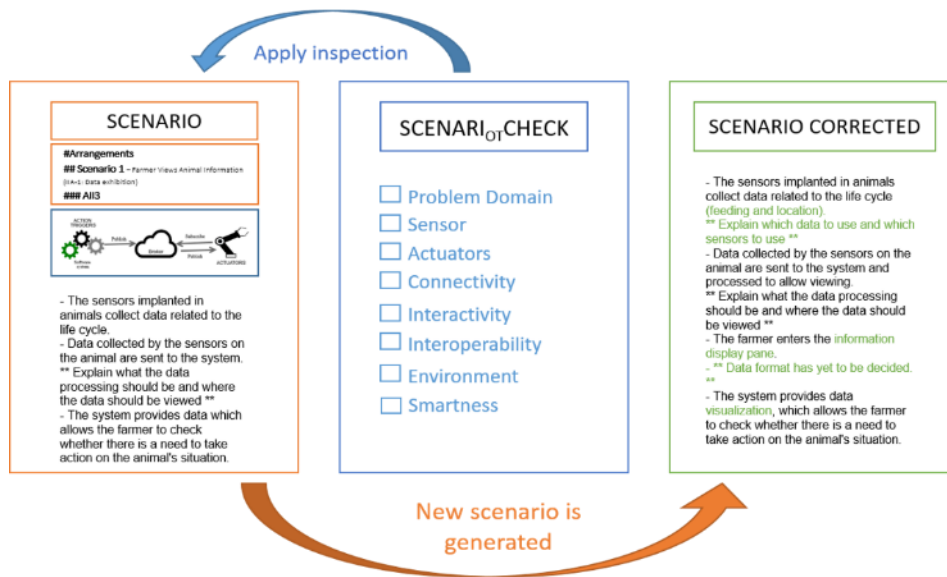 Apply inspection
SCENARIO
#Arrangements
## Scenario 1 – Farmer Views Animal Information
(IIA-1: Data exhibition)
### AII3
ACTION
TRIGGERS
Publish
Broker
Subscribe
Publish
ACTUATORS
- The sensors implanted in
animals collect data related to the
life cycle.
- Data collected by the sensors on
the animal are sent to the system.
** Explain what the data
processing should be and where
the data should be viewed **
- The system provides data which
allows the farmer to check
whether there is a need to take
action on the animal's situation.
SCENARIOTCHECK
Problem Domain
Sensor
Actuators
Connectivity
Interactivity
Interoperability
Environment
Smartness
SCENARIO CORRECTED
- The sensors implanted in animals
collect data related to the life cycle
(feeding and location).
** Explain which data to use and which
sensors to use **
- Data collected by the sensors on the
animal are sent to the system and
processed to allow viewing.
** Explain what the data processing
should be and where the data should
be viewed **
- The farmer enters the information
display pane.
- ** Data format has yet to be decided.
**
- The system provides data
visualization, which allows the farmer
to check whether there is a need to
take action on the animal's situation.
New scenario is
generated